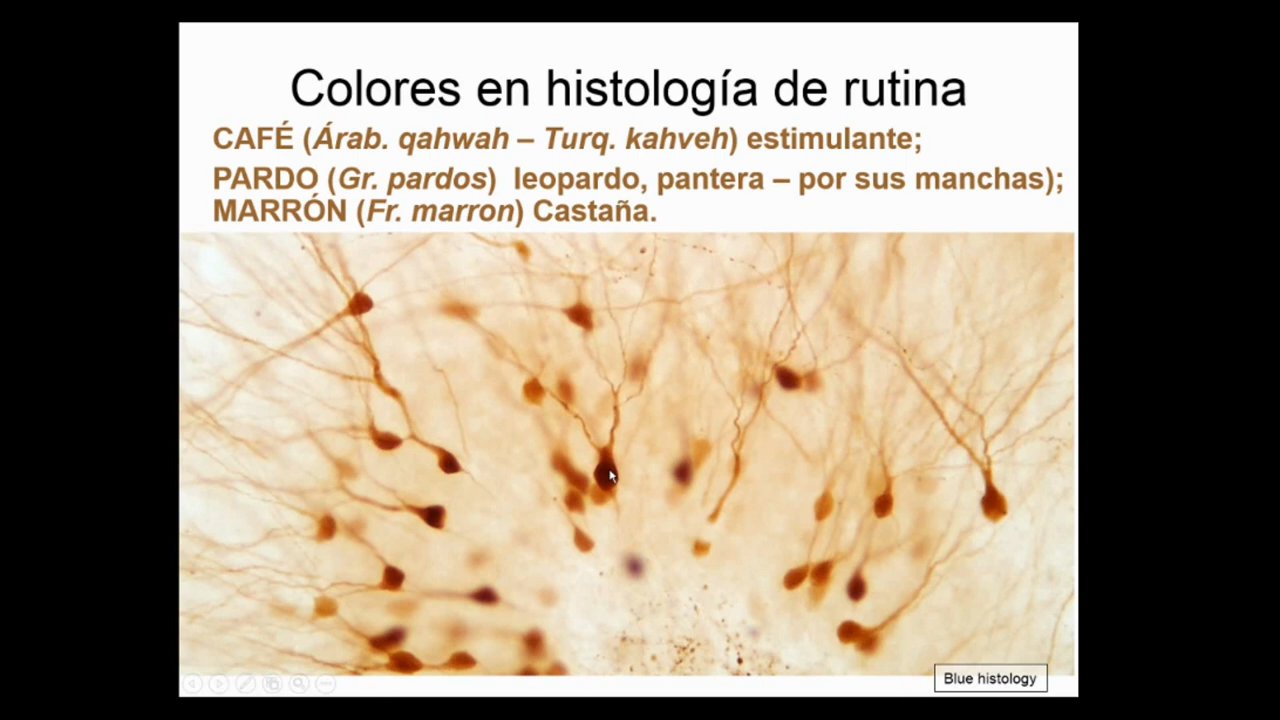 Colores en histología de rutina
CAFÉ (Árab. qahwah – Turq. kahveh) estimulante;
PARDO (Gr. pardos)  leopardo, pantera – por sus manchas);
MARRÓN (Fr. marron) Castaña.
Blue histology